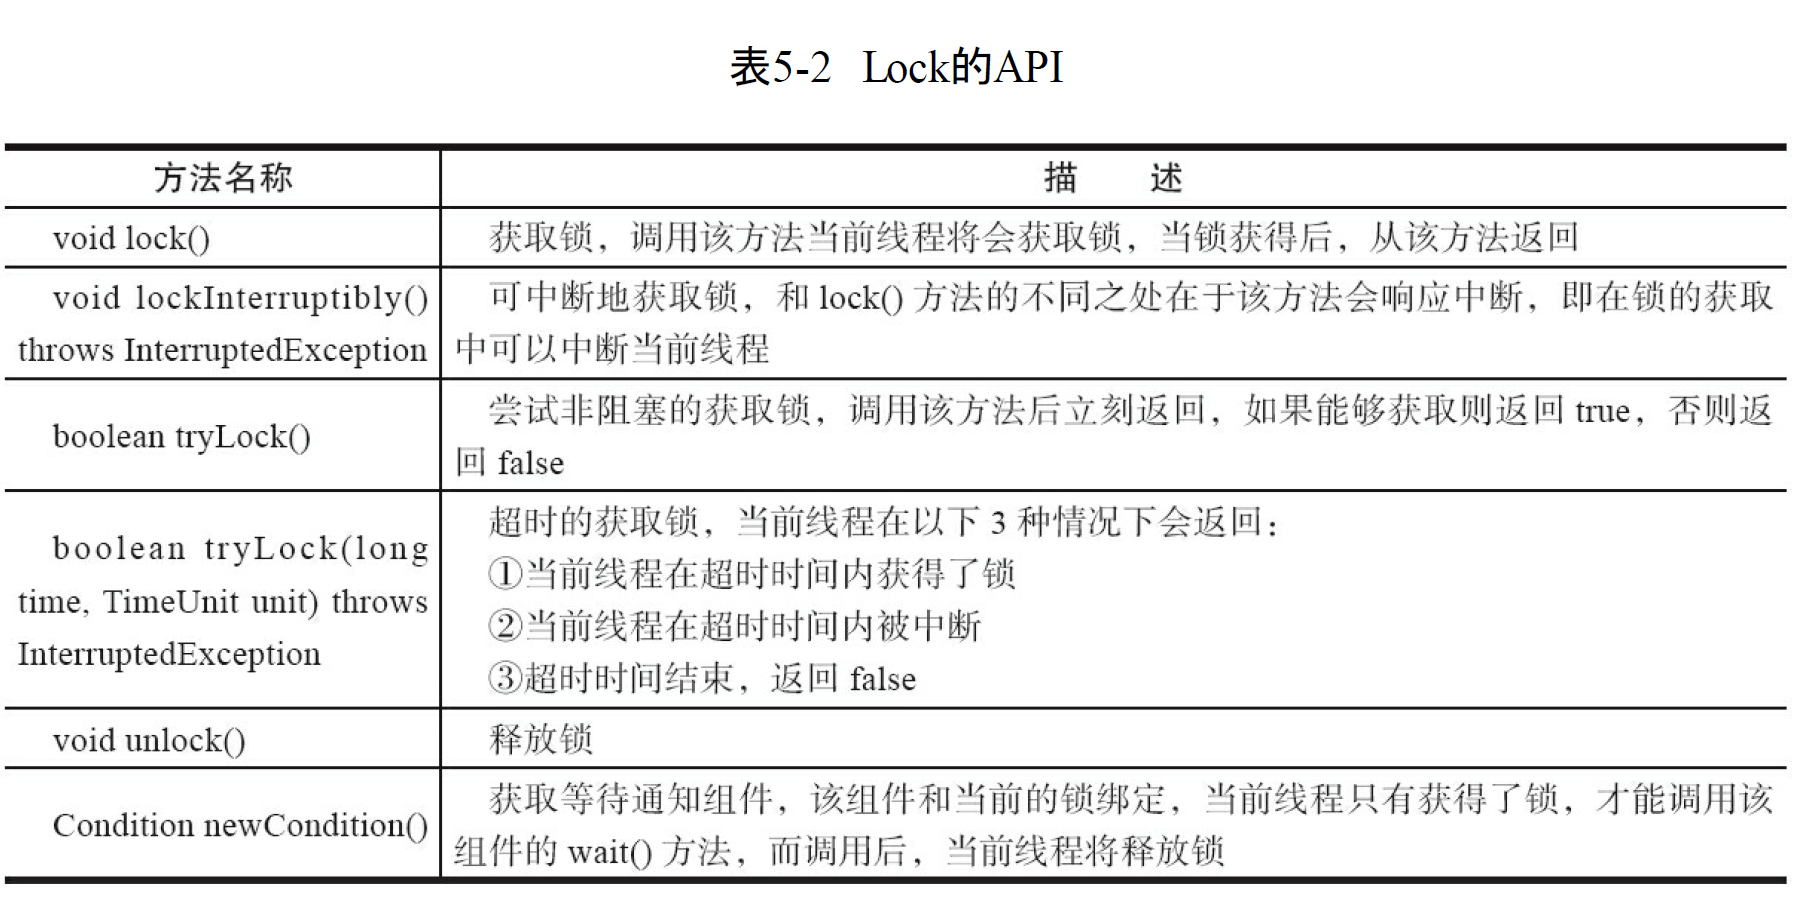 表5-2 Lock的API
方法名称
描 述
void lock()
获取锁，调用该方法当前线程将会获取锁，当锁获得后，从该方法返回
void lockInterruptibly()
throws InterruptedException
可中断地获取锁，和 lock() 方法的不同之处在于该方法会响应中断，即在锁的获取
中可以中断当前线程
boolean tryLock()
尝试非阻塞的获取锁，调用该方法后立刻返回，如果能够获取则返回 true，否则返
回 false
boolean tryLock(long
time, TimeUnit unit) throws
InterruptedException
超时的获取锁，当前线程在以下 3 种情况下会返回：
①当前线程在超时时间内获得了锁
②当前线程在超时时间内被中断
③超时时间结束，返回 false
void unlock()
释放锁
Condition newCondition()
获取等待通知组件，该组件和当前的锁绑定，当前线程只有获得了锁，才能调用该
组件的 wait() 方法，而调用后，当前线程将释放锁